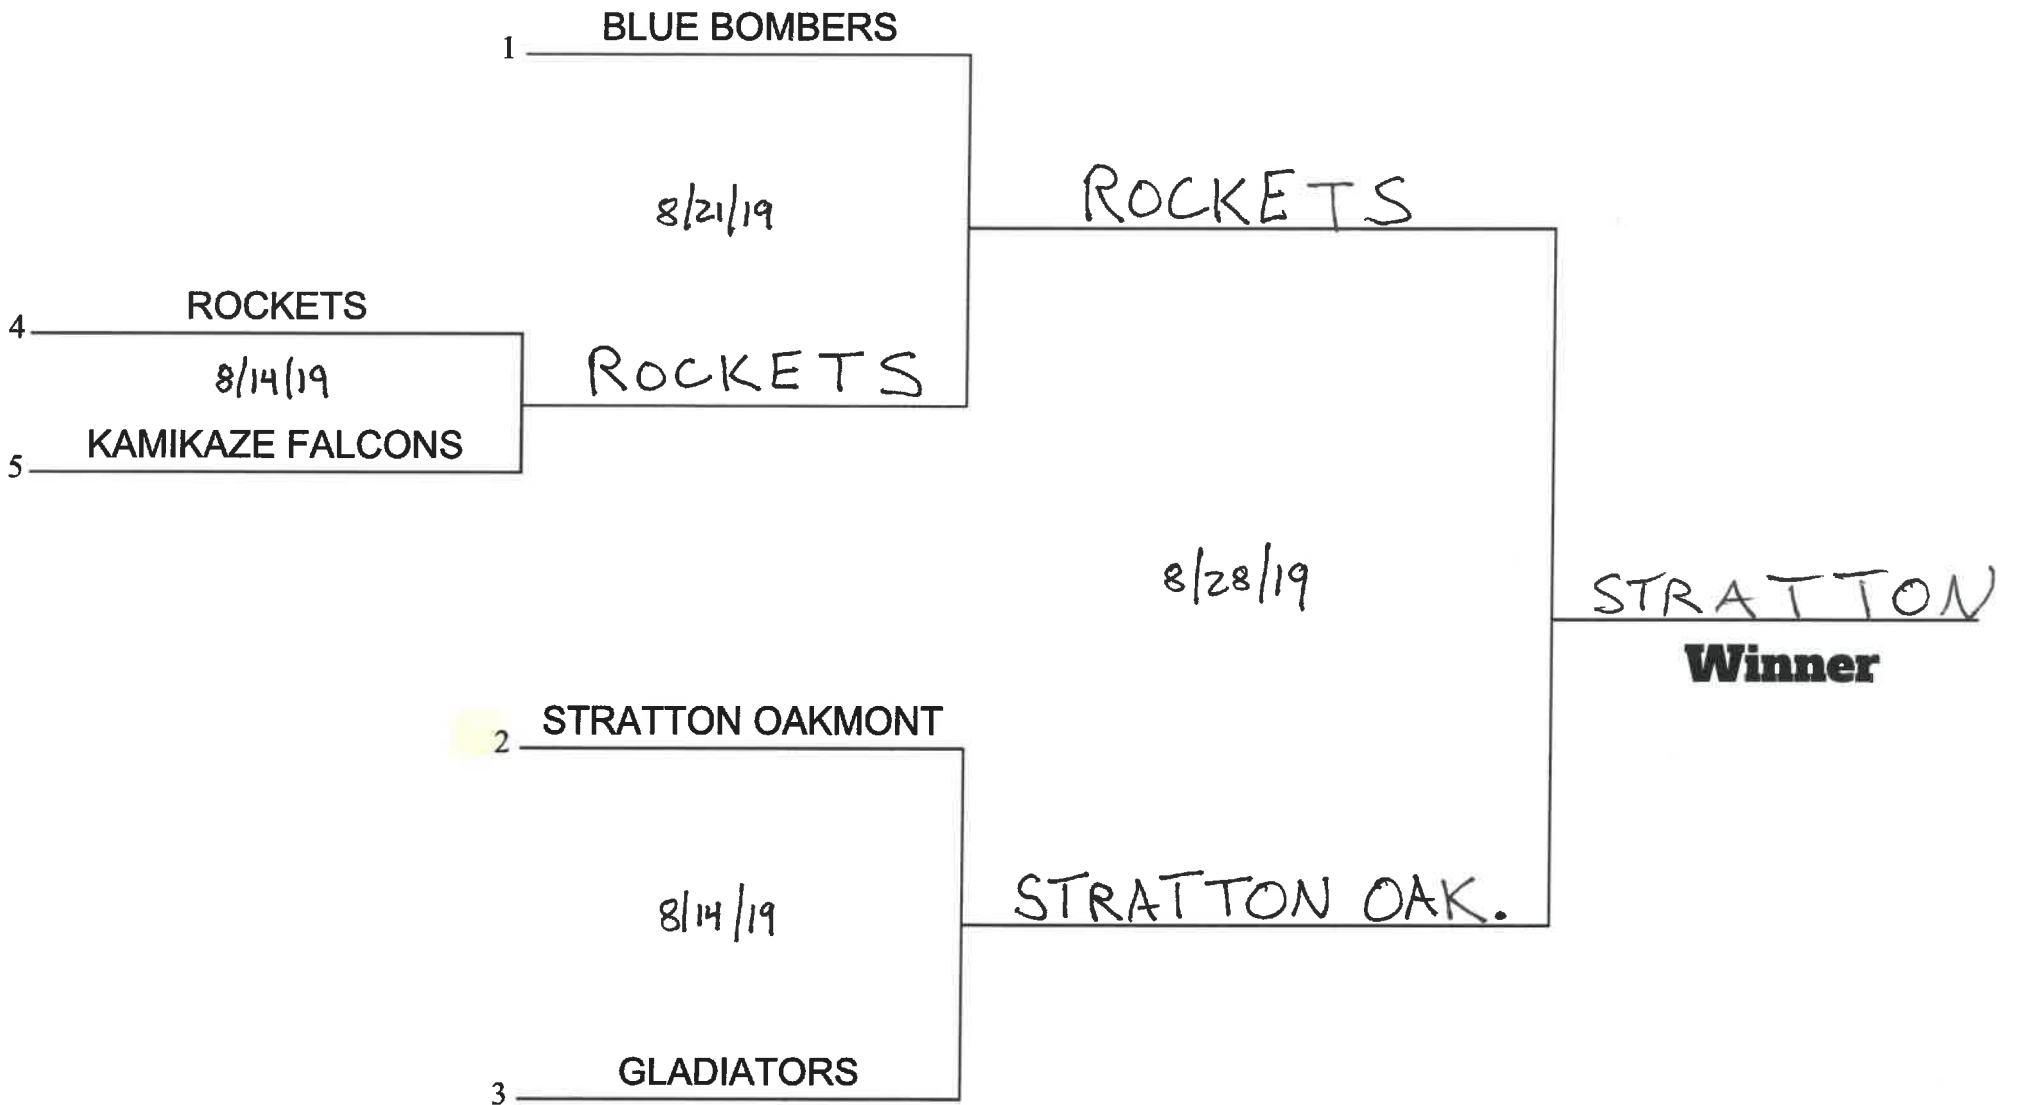 BLUE BOMBERS
1
8/21/19
ROCKETS
ROCKETS
4
8/14/19
ROCKETS
KAMIKAZE FALCONS
5
8/28/19
STRATTON
Winner
STRATTON OAKMONT
2
8/14/19
STRATTON OAK.
GLADIATORS
3